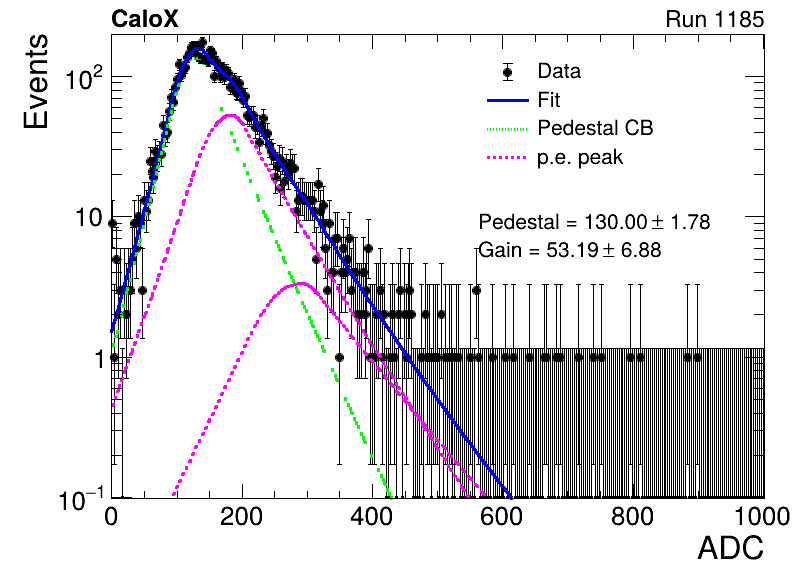 CaloX Run 1185
Events
10²
10
1
10⁻¹
Data
Fit
Pedestal CB
p.e. peak
Pedestal = 130.00 ± 1.78
Gain = 53.19 ± 6.88
0 200 400 600 800 1000
ADC